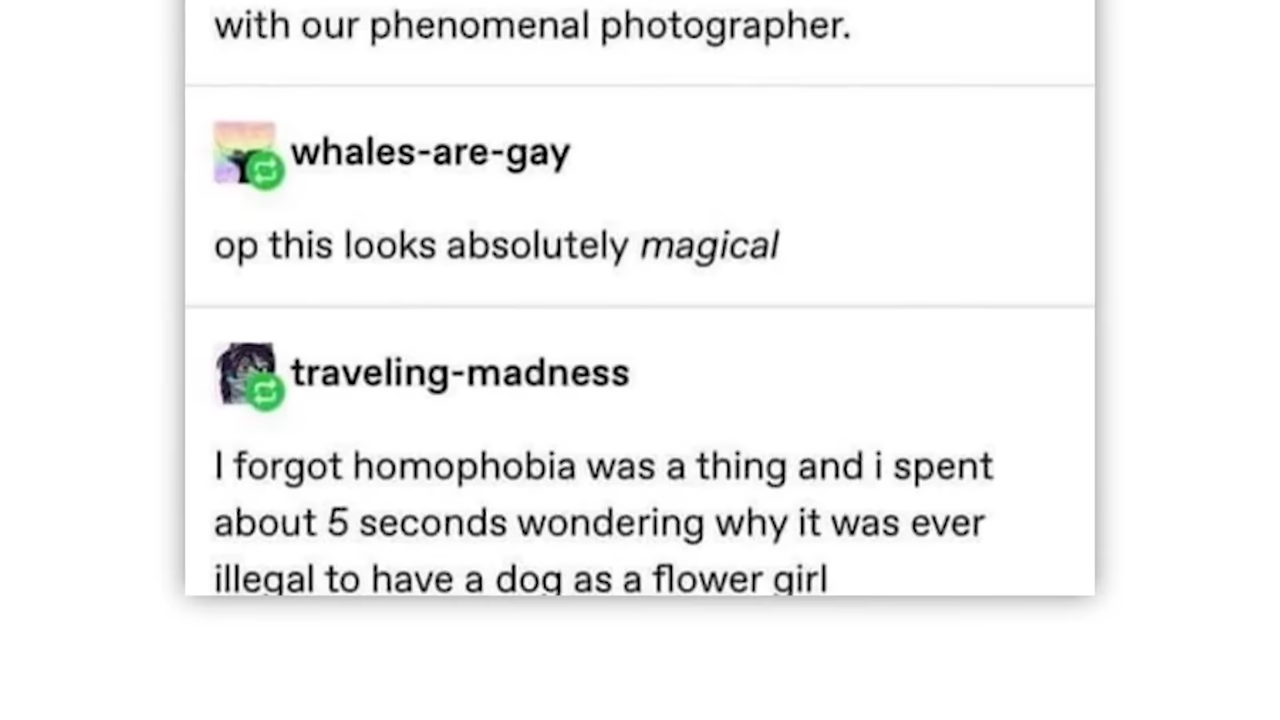 with our phenomenal photographer.
whales-are-gay
op this looks absolutely magical
traveling-madness
I forgot homophobia was a thing and i spent
about 5 seconds wondering why it was ever
illegal to have a dog as a flower girl